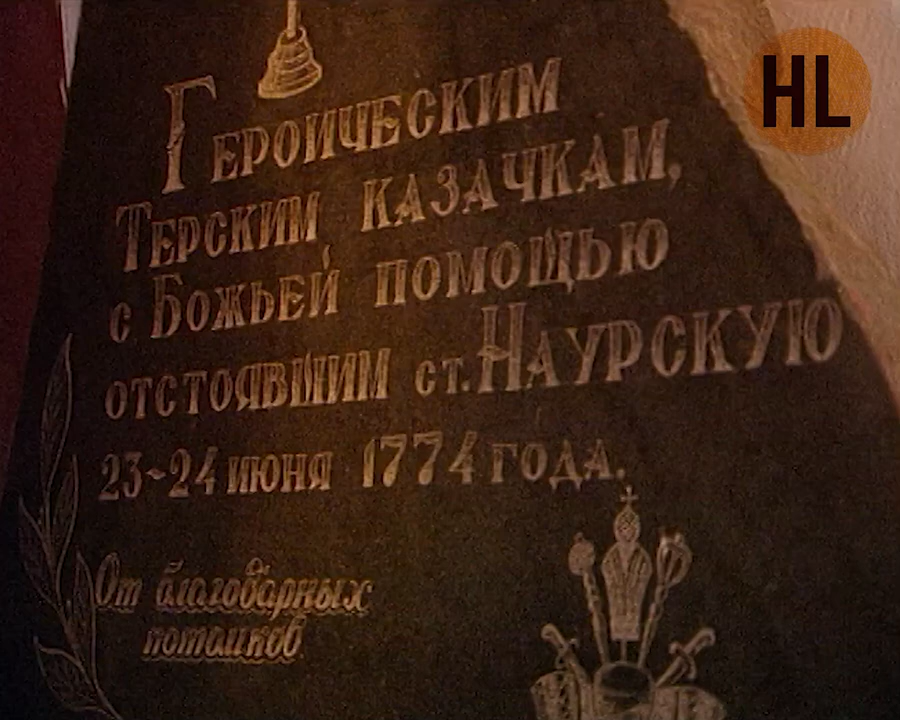 HL
Героическим
Терским казачкам,
с Божьей помощью
отстоявшим ст. Наурскую
23~24 июня 1774 года.
От благодарных
потомков